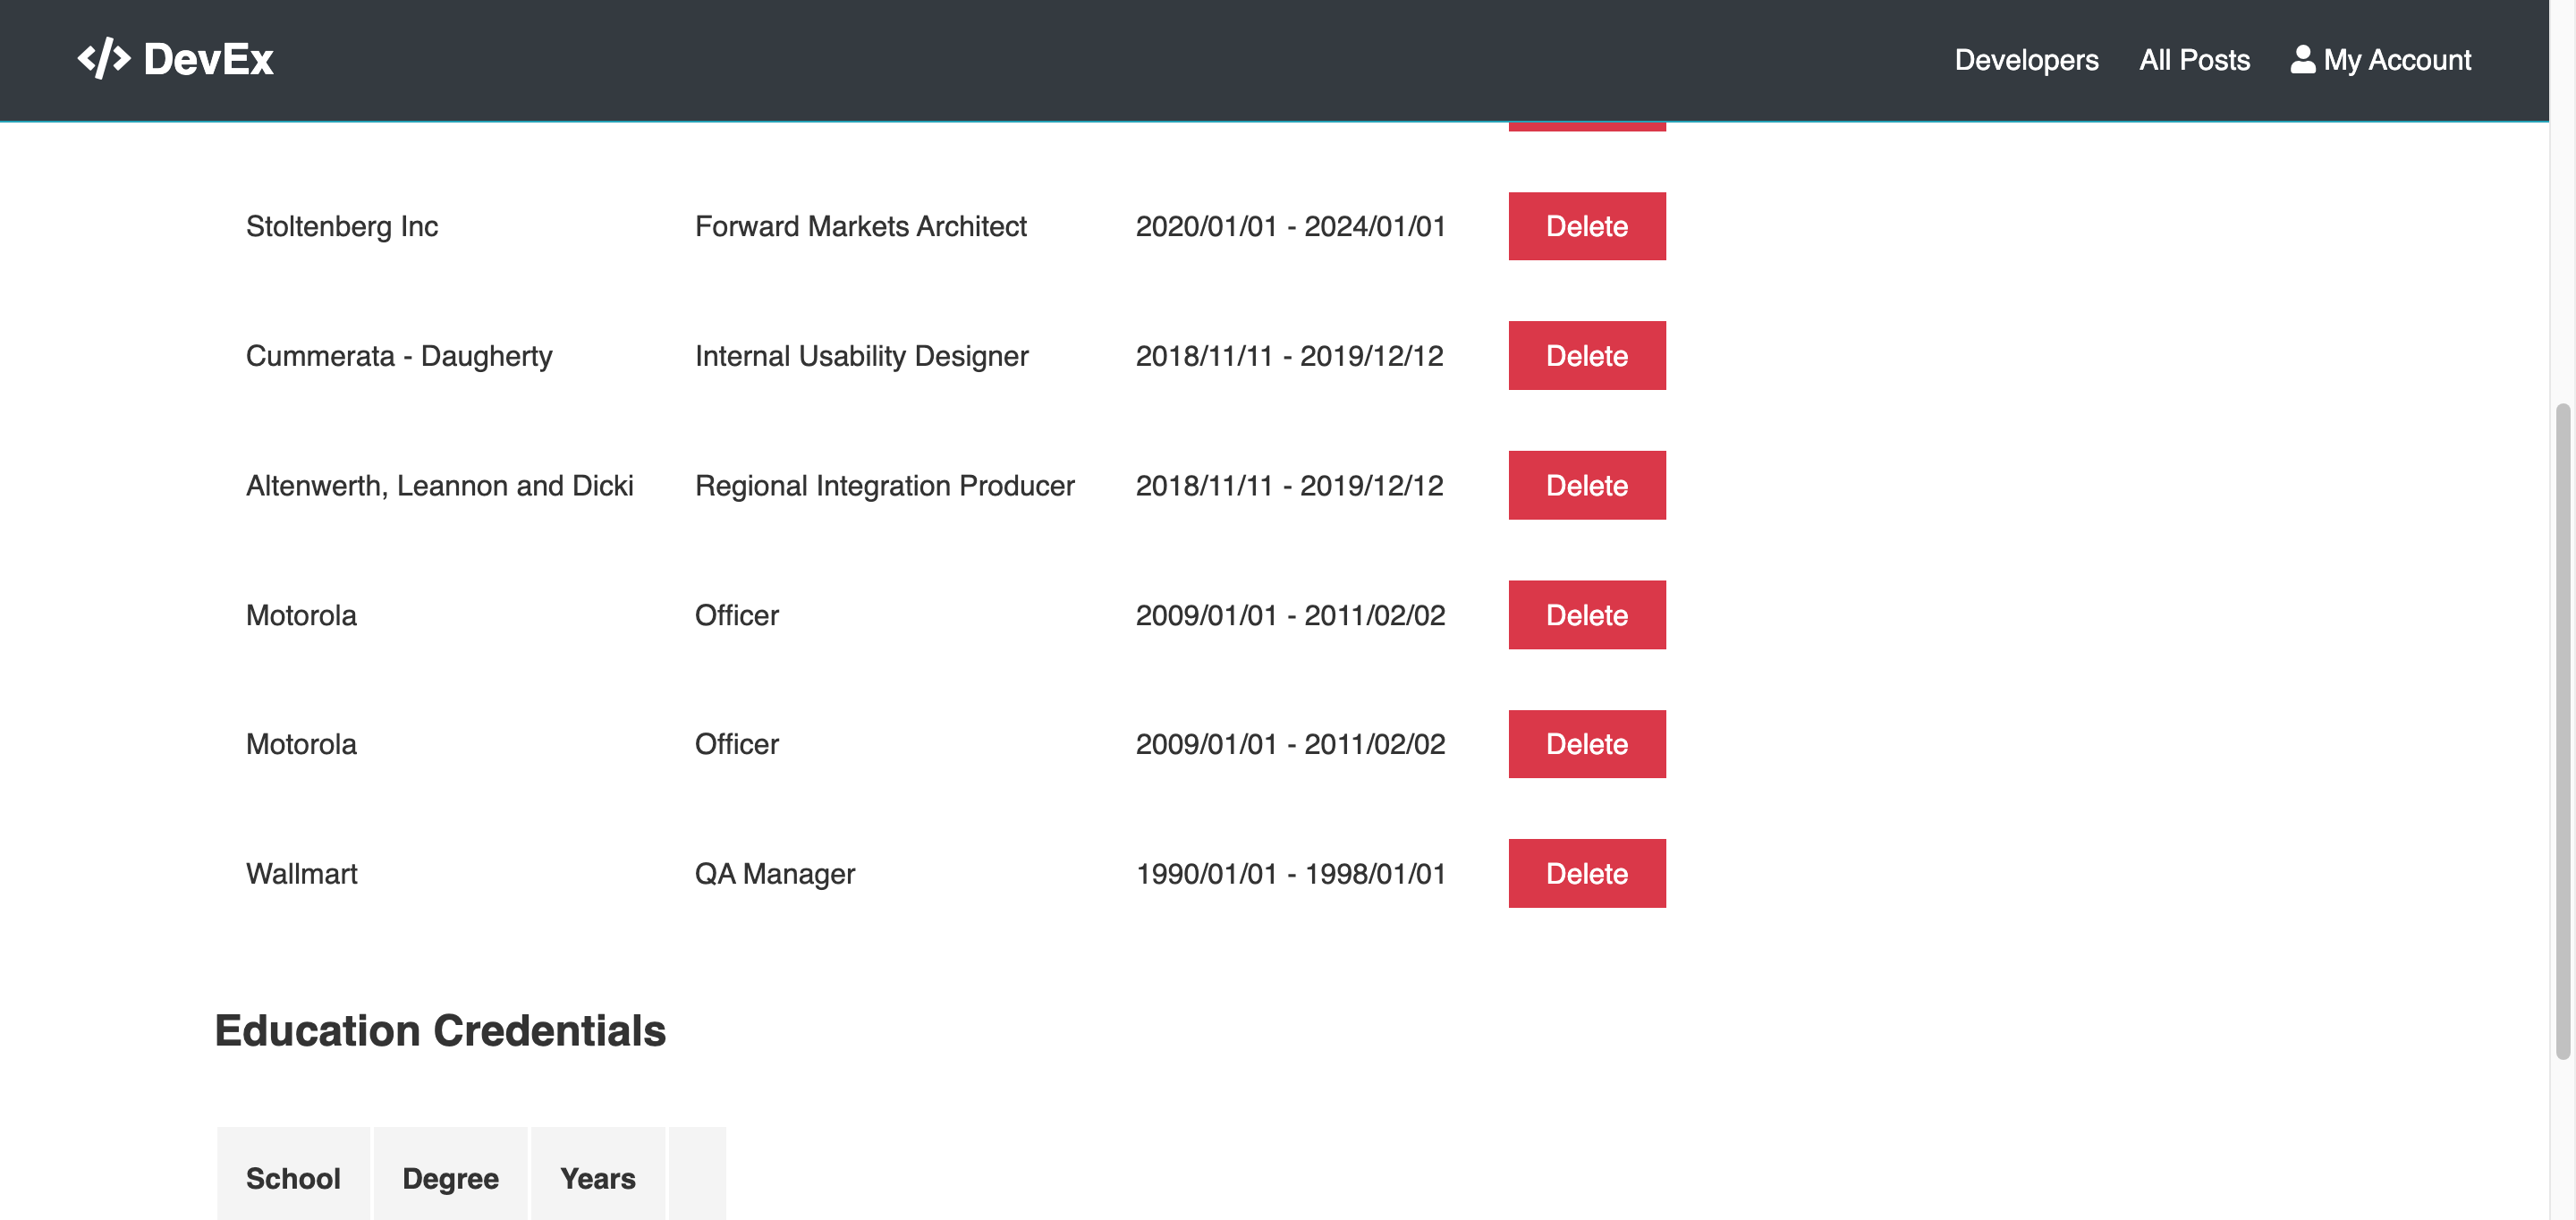 </> DevEx Developers All Posts My Account
Stoltenberg Inc Forward Markets Architect 2020/01/01 - 2024/01/01 Delete
Cummerata - Daugherty Internal Usability Designer 2018/11/11 - 2019/12/12 Delete
Altenwerth, Leannon and Dicki Regional Integration Producer 2018/11/11 - 2019/12/12 Delete
Motorola Officer 2009/01/01 - 2011/02/02 Delete
Motorola Officer 2009/01/01 - 2011/02/02 Delete
Wallmart QA Manager 1990/01/01 - 1998/01/01 Delete
Education Credentials
School Degree Years